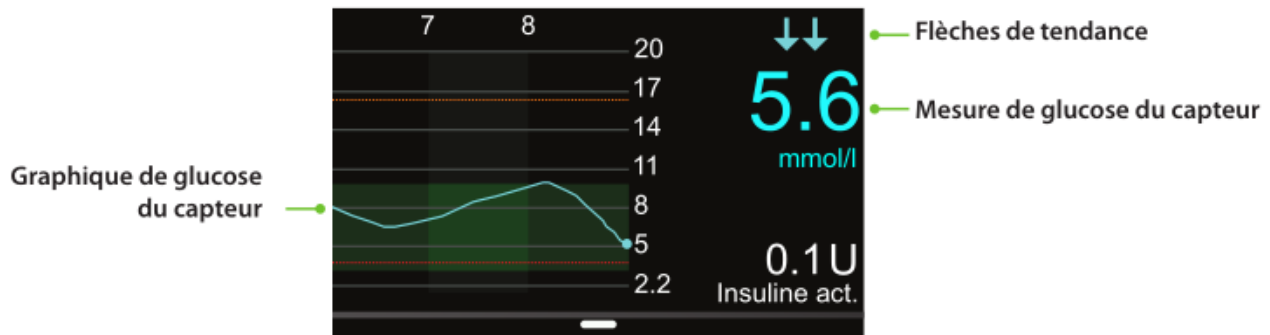 7 8
20
17
14
11
8
5
2.2
5.6
mmol/l
0.1 U
Insuline act.
Flèches de tendance
Mesure de glucose du capteur
Graphique de glucose
du capteur